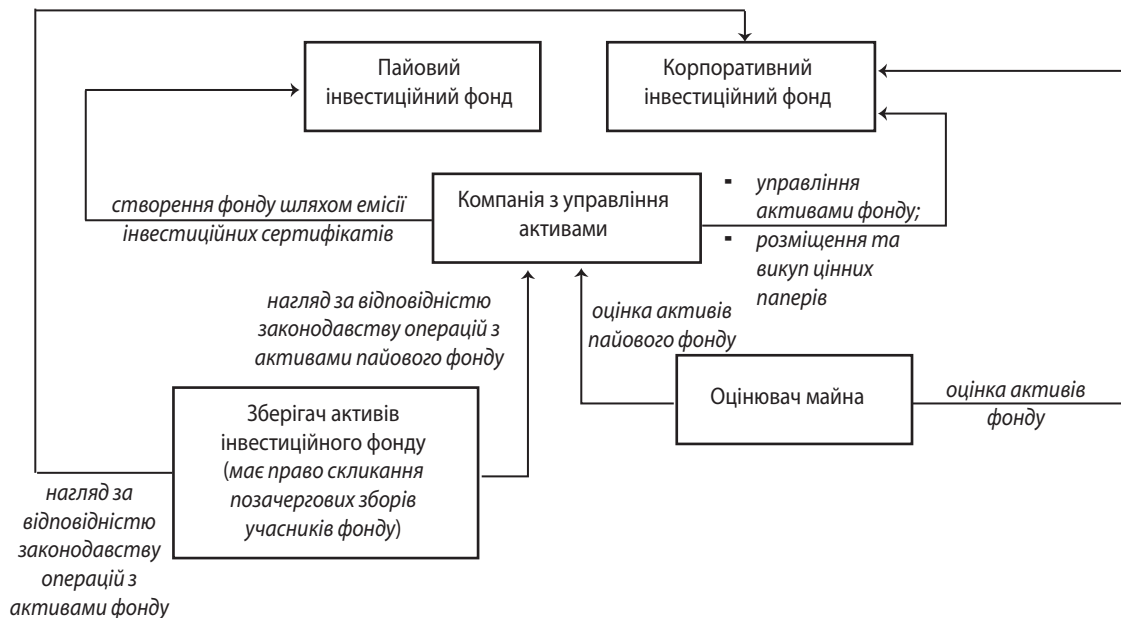 Пайовий
інвестиційний фонд
Корпоративний
інвестиційний фонд
створення фонду шляхом емісії
інвестиційних сертифікатів
Компанія з управління
активами
▪ управління
активами фонду;
▪ розміщення та
викуп цінних
паперів
нагляд за відповідністю
законодавству операцій з
активами пайового фонду
оцінка активів
пайового фонду
Зберігач активів
інвестиційного фонду
(має право скликання
позачергових зборів
учасників фонду)
Оцінювач майна
оцінка активів
фонду
нагляд за
відповідністю
законодавству
операцій з
активами фонду